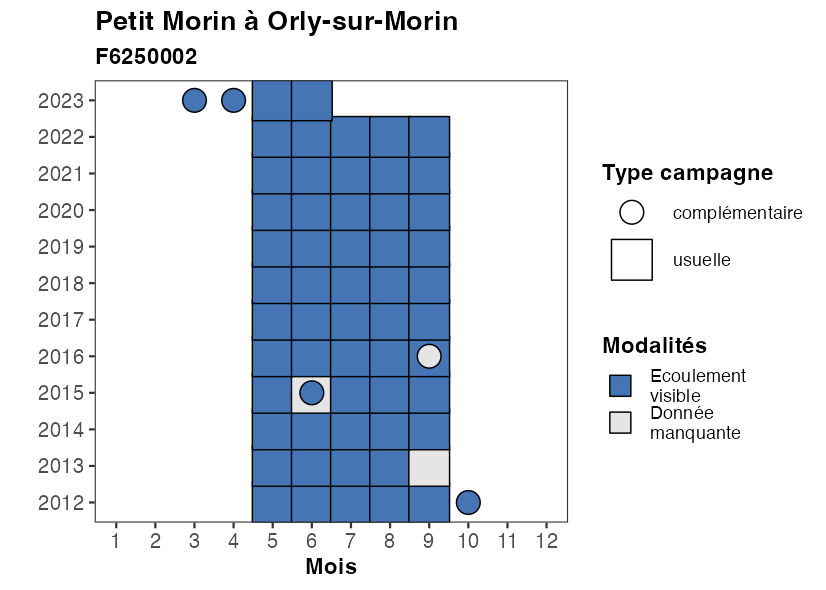 Petit Morin à Orly-sur-Morin
F6250002
2023
2022
2021
2020
2019
2018
2017
2016
2015
2014
2013
2012
1 2 3 4 5 6 7 8 9 10 11 12
Mois
Type campagne
complémentaire
usuelle
Modalités
Ecoulement
visible
Donnée
manquante